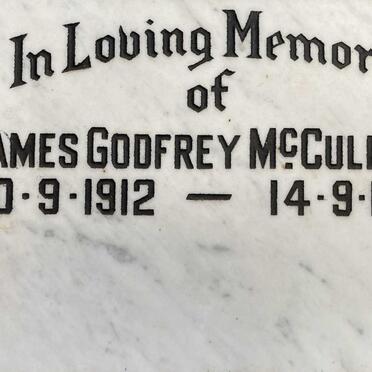 In Loving Memor
of
AMES GODFREY MCCUL
0·9·1912 — 14·9·